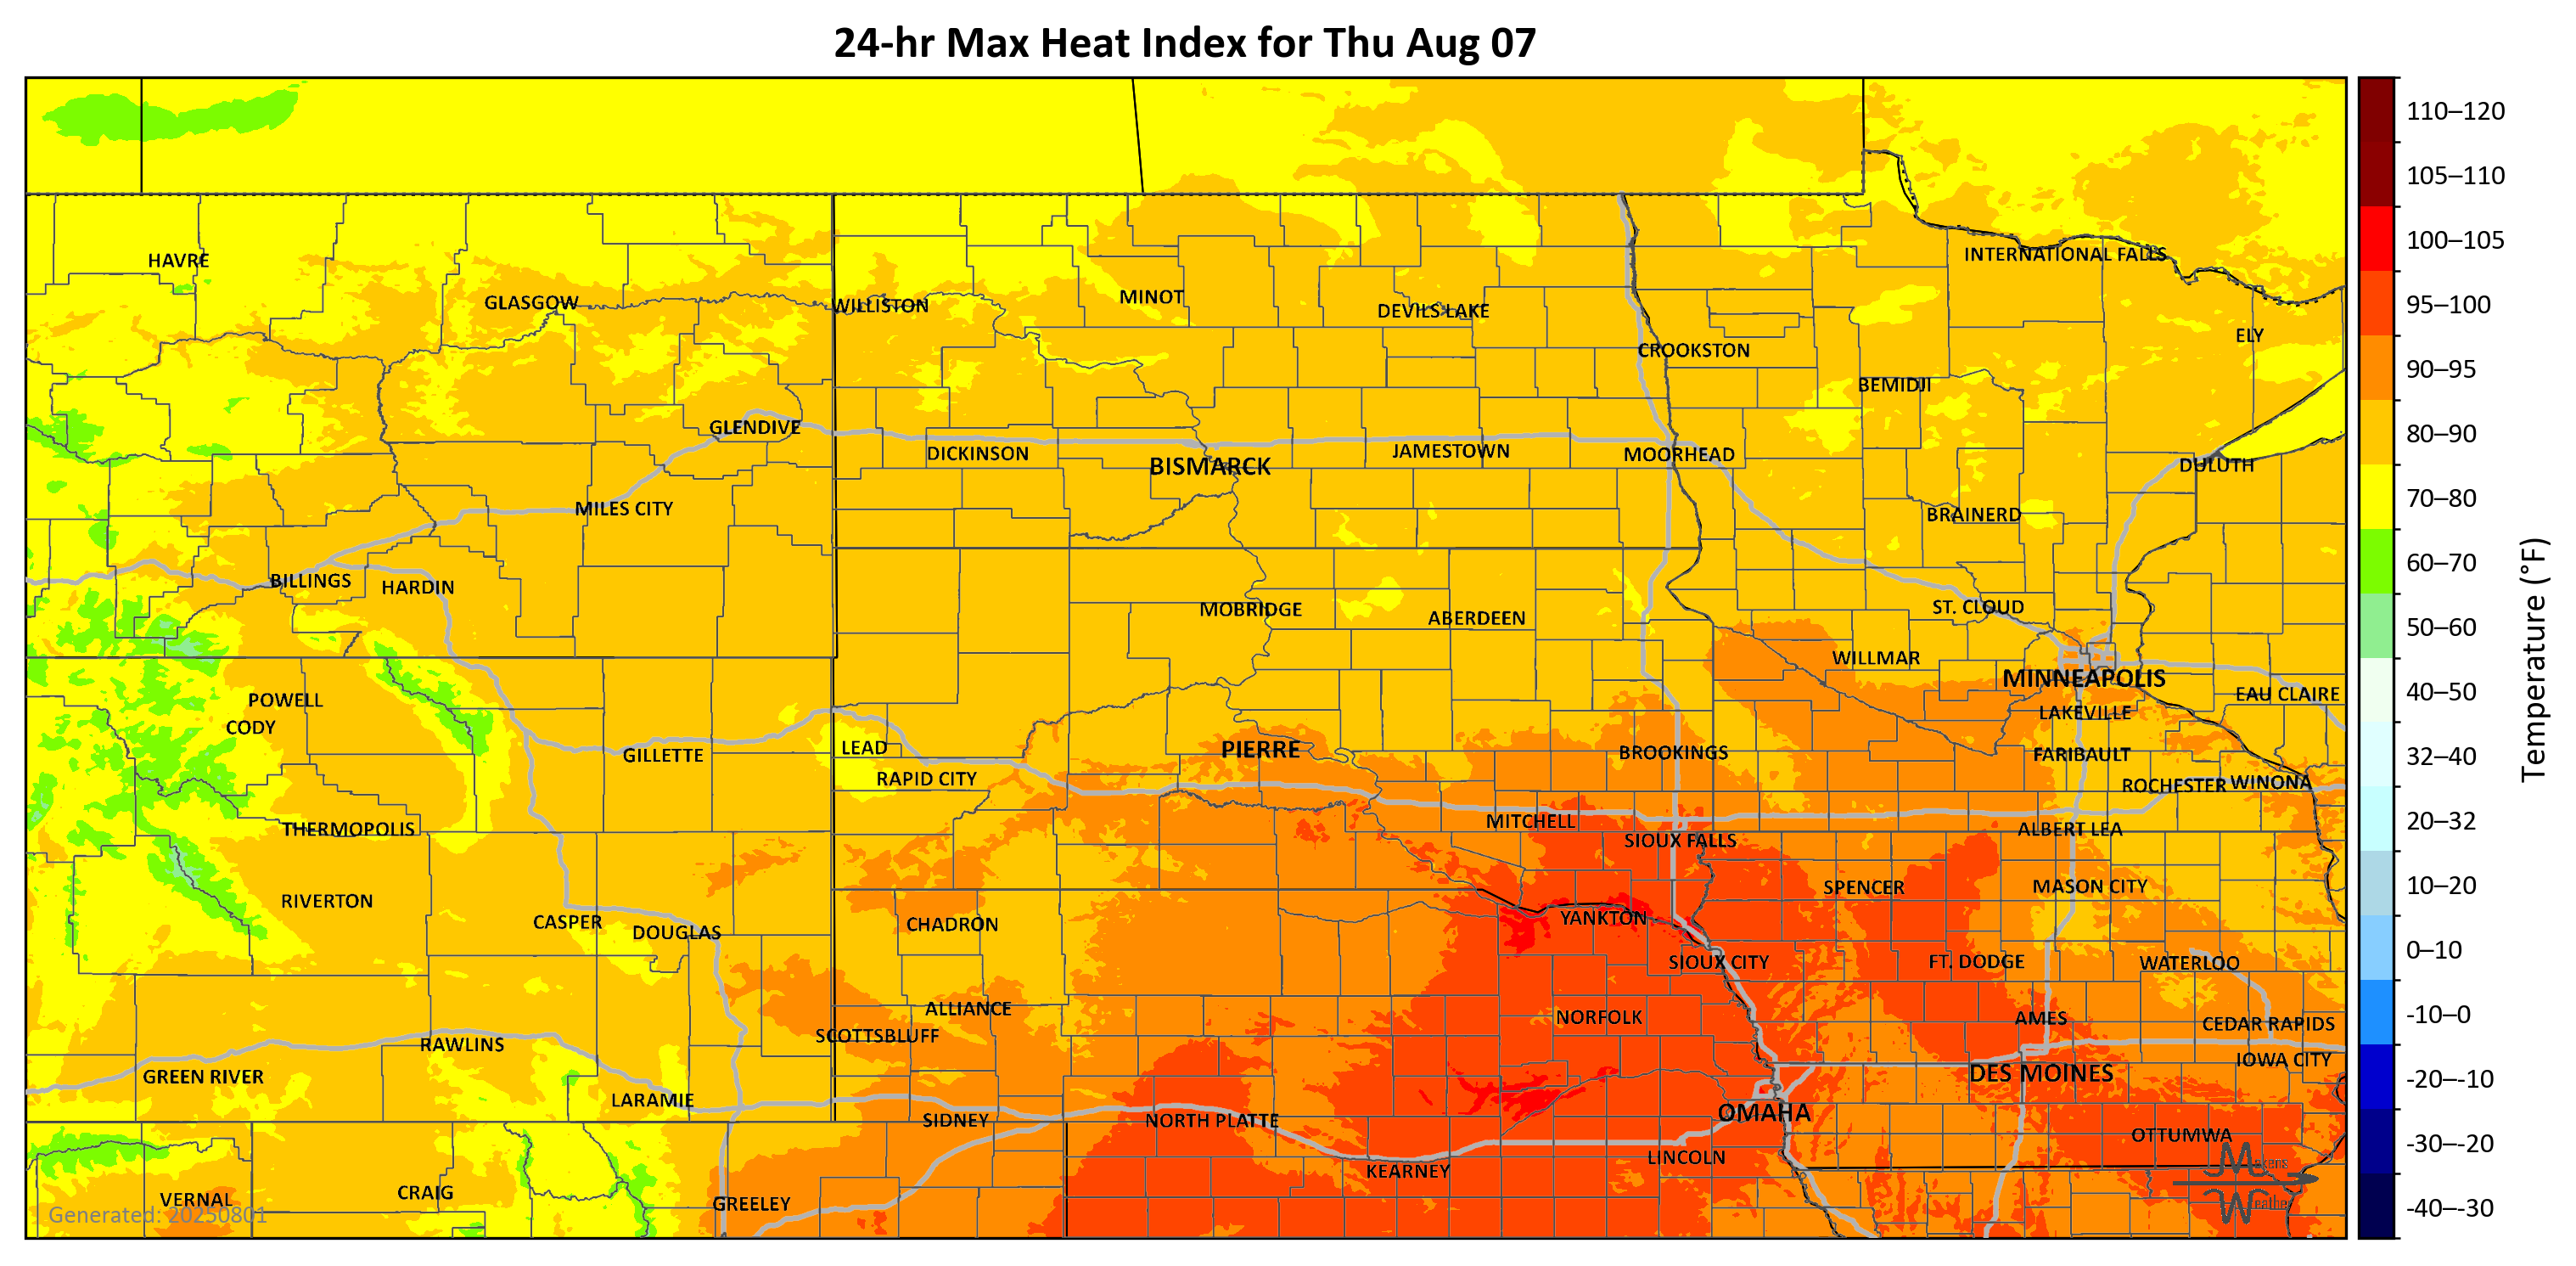 24-hr Max Heat Index for Thu Aug 07
110–120
105–110
100–105
95–100
90–95
80–90
70–80
60–70
50–60
40–50
32–40
20–32
10–20
0–10
-10–0
-20–-10
-30–-20
-40–-30
Temperature (°F)
HAVRE
INTERNATIONAL FALLS
GLASGOW
WILLISTON
MINOT
DEVILS LAKE
ELY
CROOKSTON
BEMIDJI
GLENDIVE
DICKINSON
BISMARCK
JAMESTOWN
MOORHEAD
DULUTH
MILES CITY
BRAINERD
BILLINGS
HARDIN
MOBRIDGE
ABERDEEN
ST. CLOUD
WILLMAR
MINNEAPOLIS
EAU CLAIRE
POWELL
CODY
LAKEVILLE
GILLETTE
LEAD
PIERRE
BROOKINGS
FARIBAULT
RAPID CITY
ROCHESTER
WINONA
THERMOPOLIS
MITCHELL
SIOUX FALLS
ALBERT LEA
RIVERTON
SPENCER
MASON CITY
CASPER
DOUGLAS
CHADRON
YANKTON
SIOUX CITY
FT. DODGE
WATERLOO
ALLIANCE
NORFOLK
AMES
CEDAR RAPIDS
SCOTTSBLUFF
RAWLINS
IOWA CITY
GREEN RIVER
DES MOINES
LARAMIE
SIDNEY
NORTH PLATTE
OMAHA
OTTUMWA
KEARNEY
LINCOLN
VERNAL
CRAIG
GREELEY
Makens
Weather
Generated: 20250801